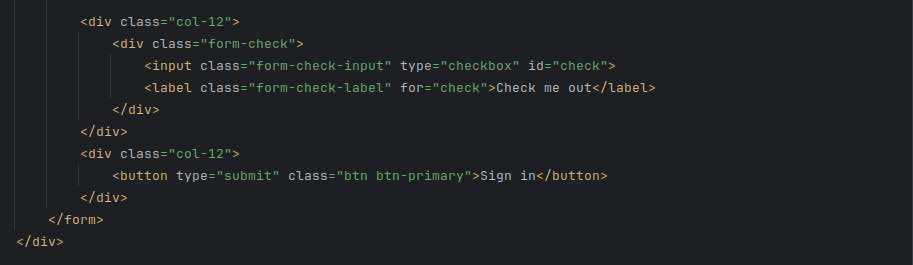 <div class="col-12">
<div class="form-check">
<input class="form-check-input" type="checkbox" id="check">
<label class="form-check-label" for="check">Check me out</label>
</div>
</div>
<div class="col-12">
<button type="submit" class="btn btn-primary">Sign in</button>
</div>
</form>
</div>